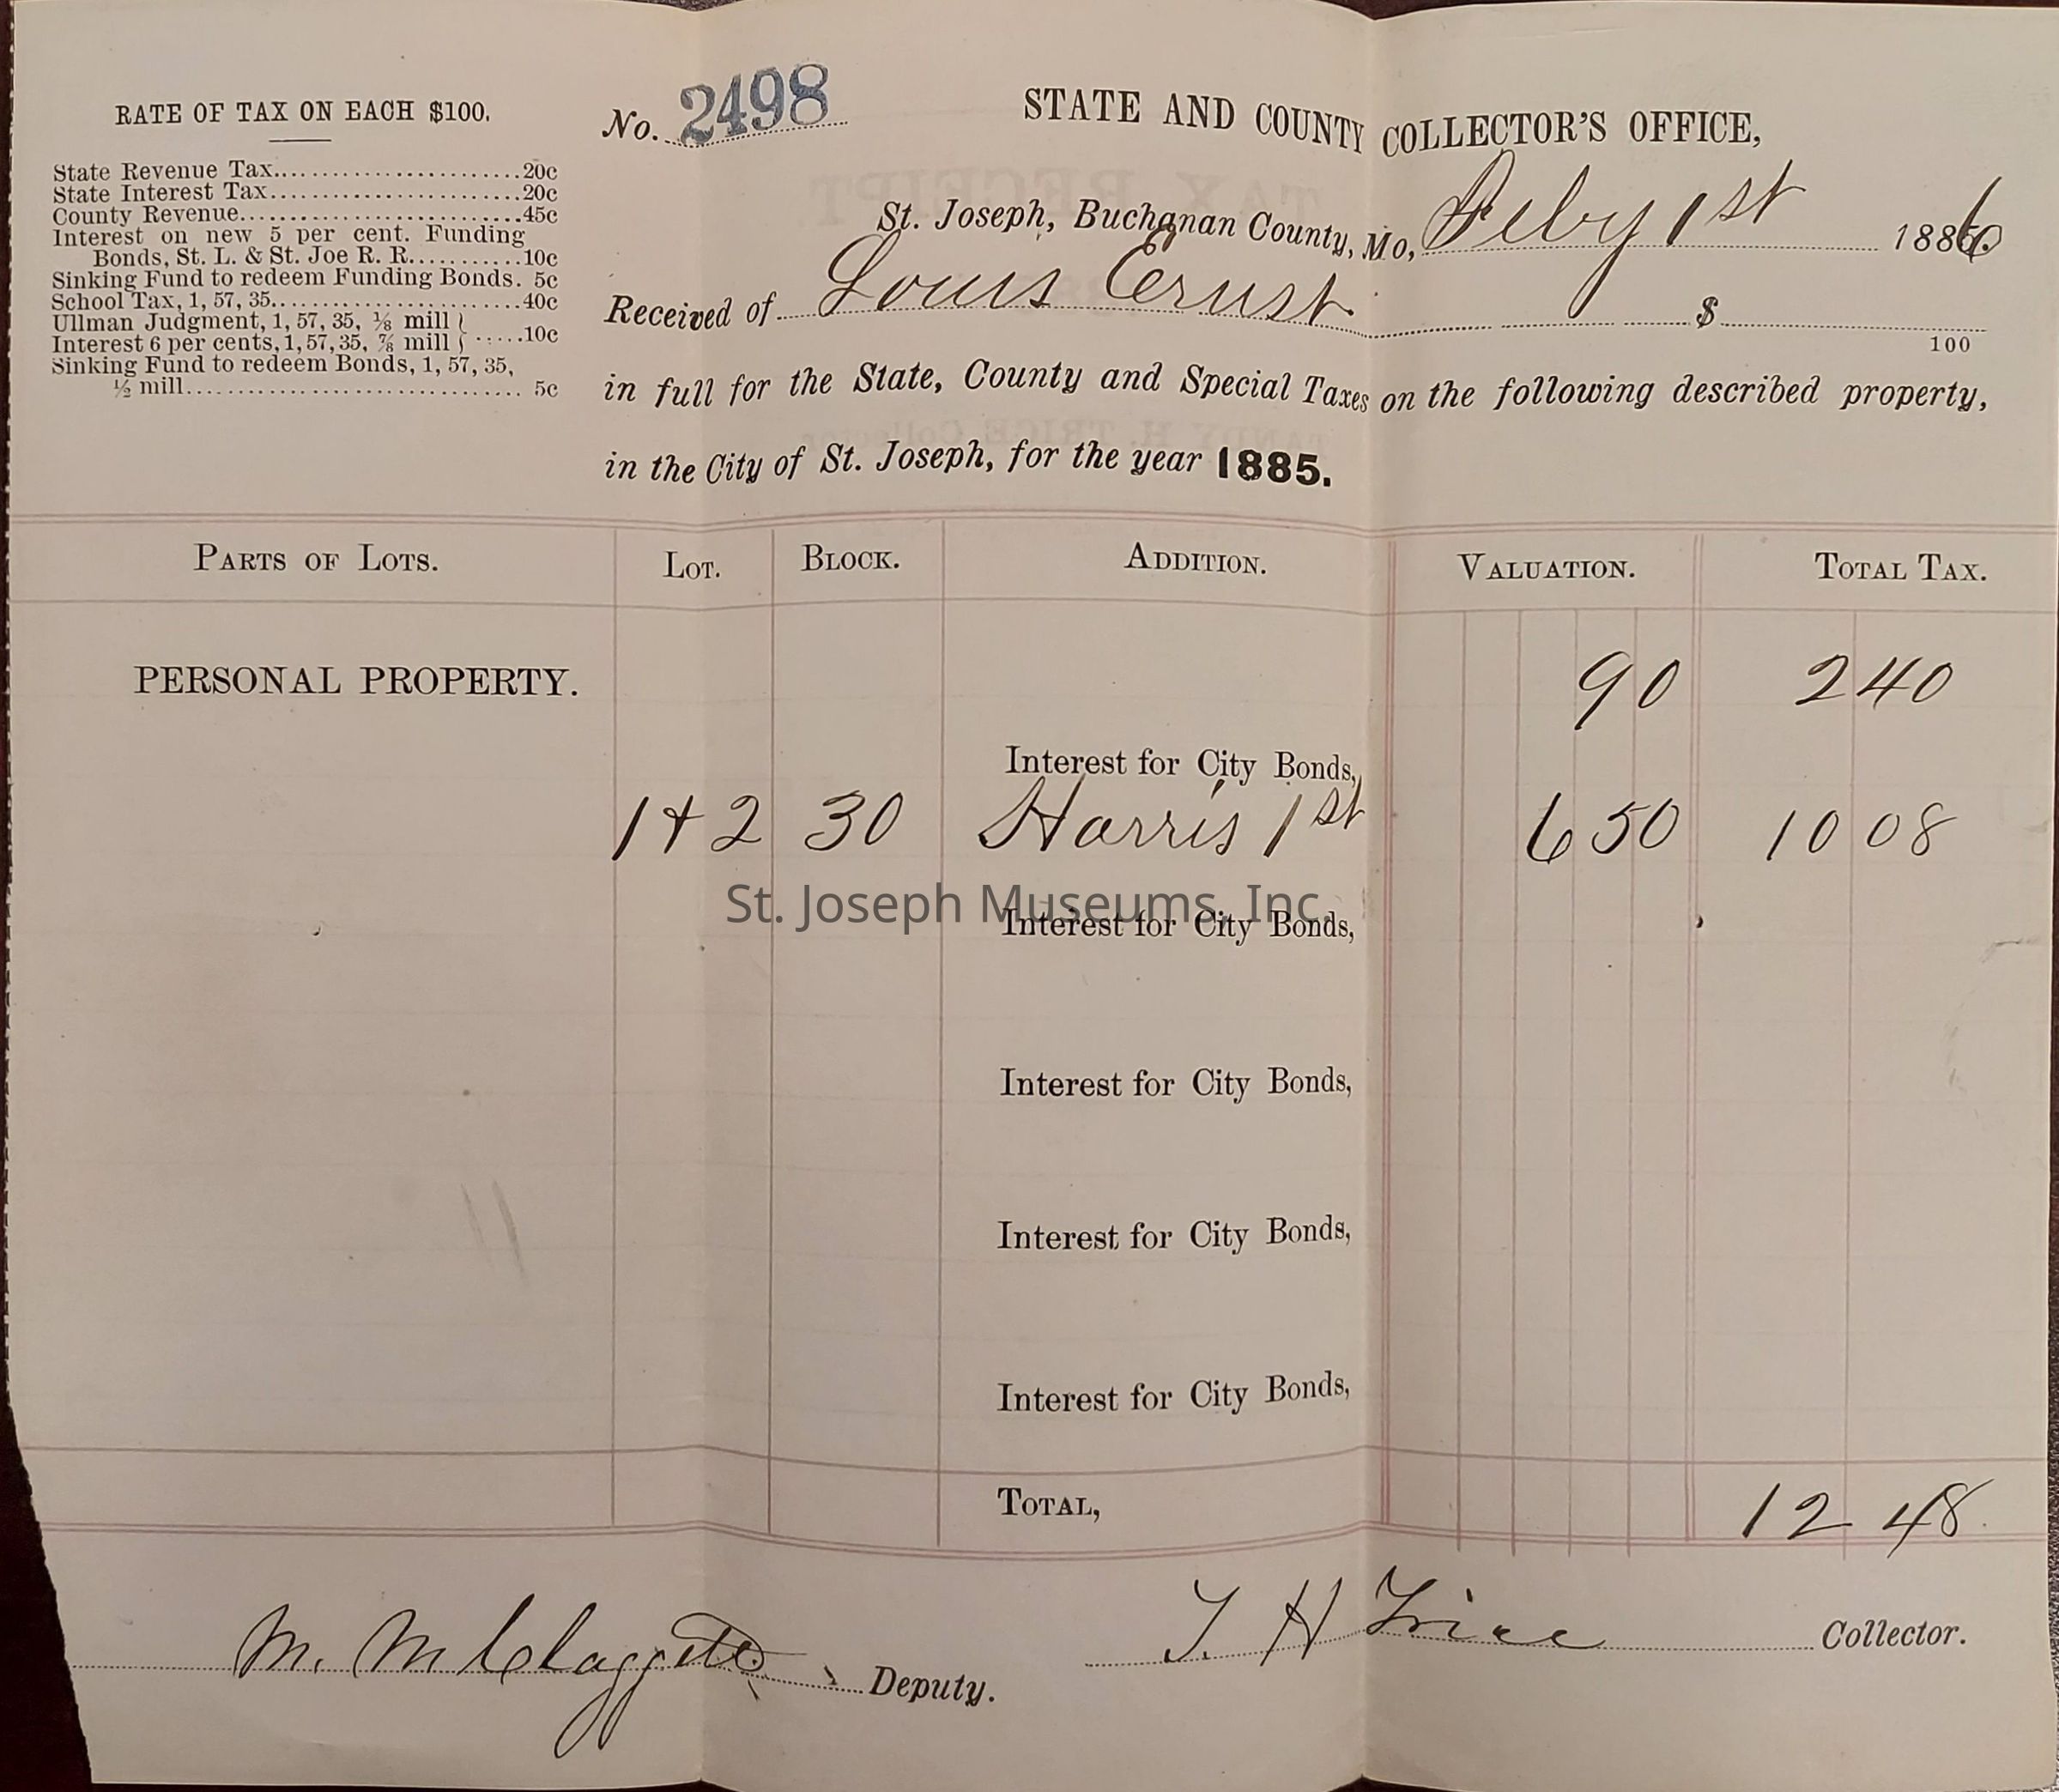 RATE OF TAX ON EACH $100.
State Revenue Tax........................20c
State Interest Tax........................20c
County Revenue..........................45c
Interest on new 5 per cent. Funding
Bonds, St. L. & St. Joe R. R..........10c
Sinking Fund to redeem Funding Bonds. 5c
School Tax, 1, 57, 35........................40c
Ullman Judgment, 1, 57, 35, ⅛ mill }
Interest 6 per cents, 1, 57, 35, ⅞ mill } .....10c
Sinking Fund to redeem Bonds, 1, 57, 35,
½ mill................................ 5c
No. 2498
STATE AND COUNTY COLLECTOR'S OFFICE,
St. Joseph, Buchanan County, Mo, Feby 1st 1886
Received of Louis Ernst $
100
in full for the State, County and Special Taxes on the following described property,
in the City of St. Joseph, for the year 1885.
PARTS OF LOTS. LOT. BLOCK. ADDITION. VALUATION. TOTAL TAX.
PERSONAL PROPERTY. 90 2 40
Interest for City Bonds,
1 + 2 30 Harris 1st 650 10 08
St. Joseph Museums, Inc.
Interest for City Bonds,
Interest for City Bonds,
Interest for City Bonds,
Interest for City Bonds,
TOTAL, 12 48
M. M Claggett Deputy.
T. H Trice Collector.